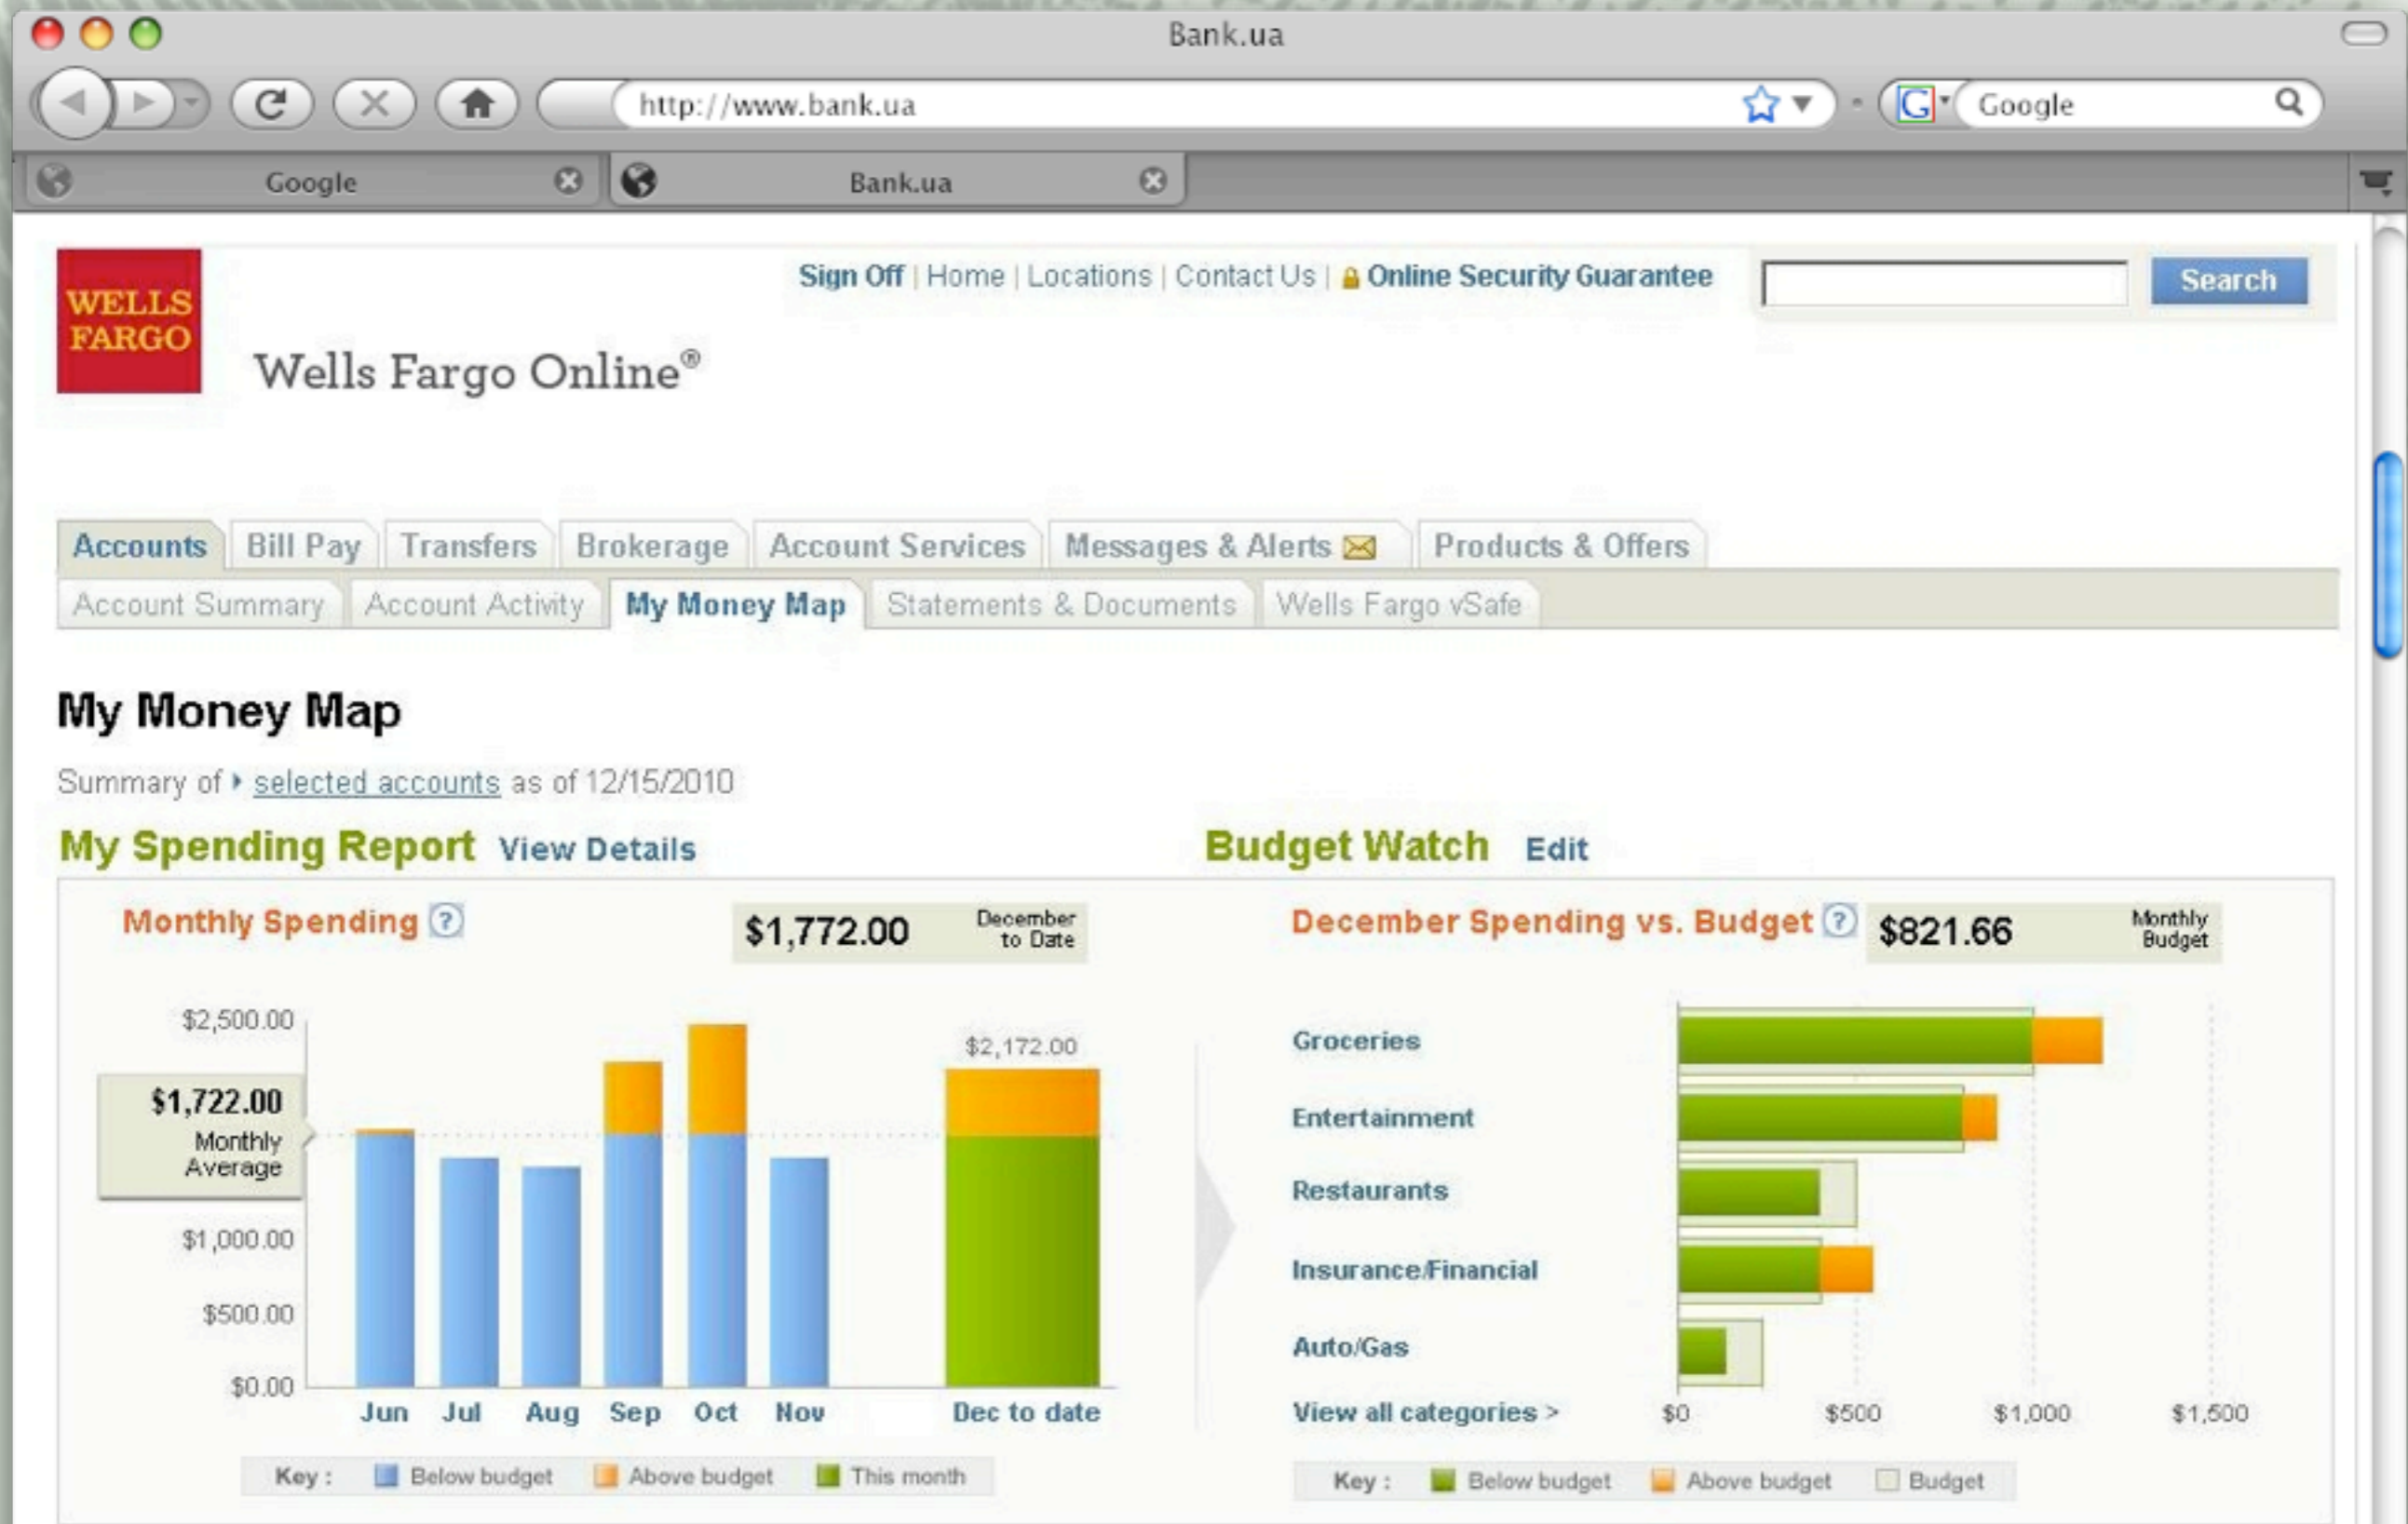 Bank.ua
http://www.bank.ua
G Google
Google Bank.ua
WELLS
FARGO
Wells Fargo Online®
Sign Off | Home | Locations | Contact Us | Online Security Guarantee
Search
Accounts Bill Pay Transfers Brokerage Account Services Messages & Alerts Products & Offers
Account Summary Account Activity My Money Map Statements & Documents Wells Fargo vSafe
My Money Map
Summary of selected accounts as of 12/15/2010
My Spending Report View Details
Monthly Spending ?
$1,772.00 December
to Date
$2,500.00
$1,722.00
Monthly
Average
$1,000.00
$500.00
$0.00
$2,172.00
Jun Jul Aug Sep Oct Nov Dec to date
Key : Below budget Above budget This month
Budget Watch Edit
December Spending vs. Budget ?
$821.66 Monthly
Budget
Groceries
Entertainment
Restaurants
Insurance/Financial
Auto/Gas
View all categories >
$0 $500 $1,000 $1,500
Key : Below budget Above budget Budget